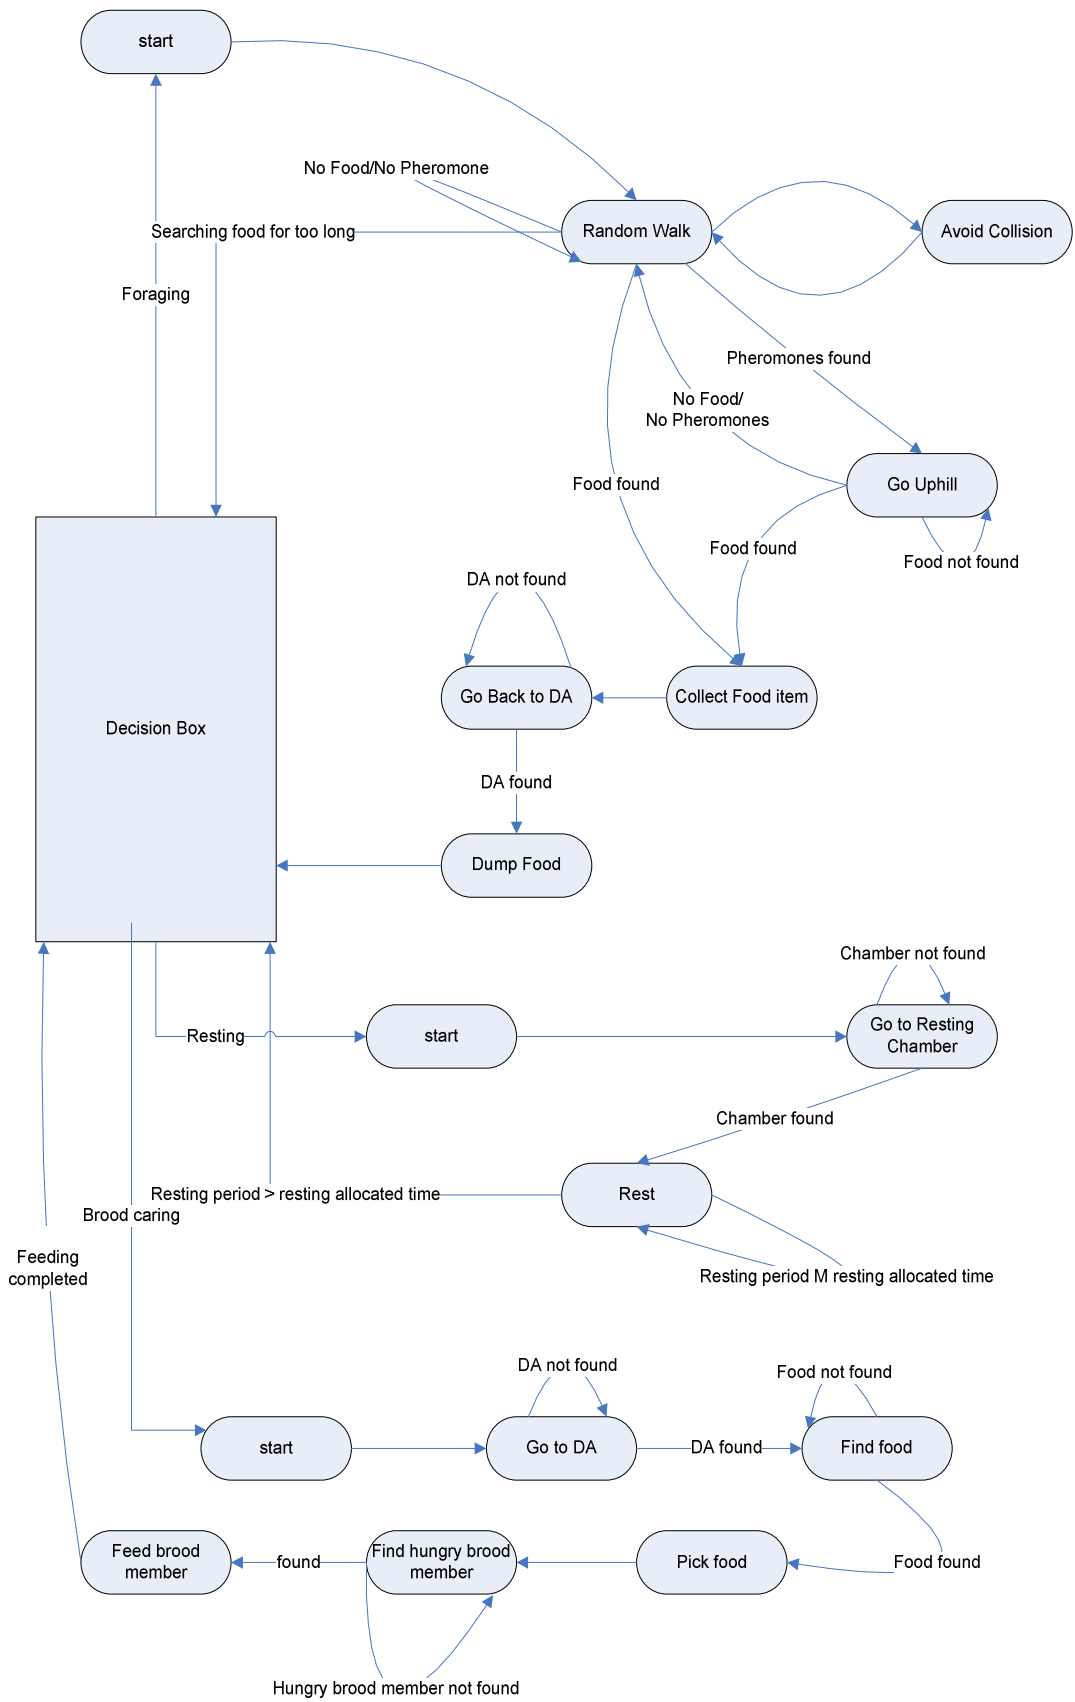 start
No Food/No Pheromone
Searching food for too long
Random Walk
Avoid Collision
Foraging
Pheromones found
No Food/
No Pheromones
Food found
Go Uphill
Food found
Food not found
DA not found
Go Back to DA
Collect Food item
Decision Box
DA found
Dump Food
Chamber not found
Resting
start
Go to Resting
Chamber
Chamber found
Resting period > resting allocated time
Rest
Brood caring
Feeding
completed
Resting period M resting allocated time
DA not found
Food not found
start
Go to DA
DA found
Find food
Feed brood
member
found
Find hungry brood
member
Pick food
Food found
Hungry brood member not found